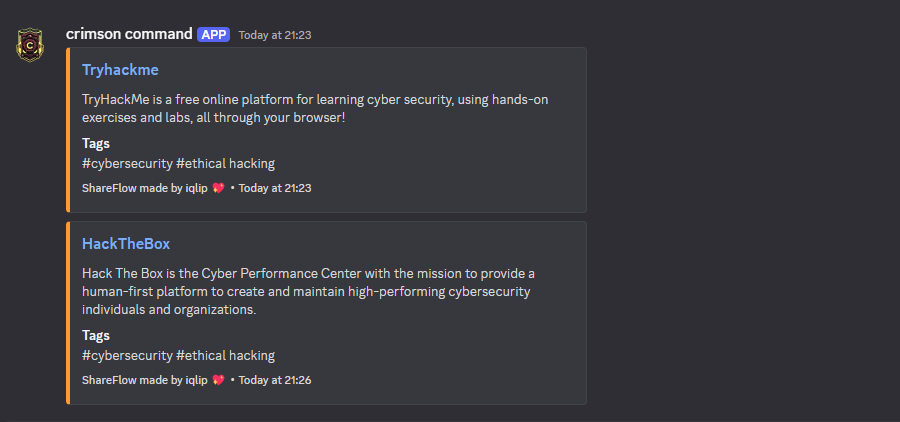 crimson command APP Today at 21:23
Tryhackme
TryHackMe is a free online platform for learning cyber security, using hands-on
exercises and labs, all through your browser!
Tags
#cybersecurity #ethical hacking
ShareFlow made by iqlip 💖 • Today at 21:23
HackTheBox
Hack The Box is the Cyber Performance Center with the mission to provide a
human-first platform to create and maintain high-performing cybersecurity
individuals and organizations.
Tags
#cybersecurity #ethical hacking
ShareFlow made by iqlip 💖 • Today at 21:26